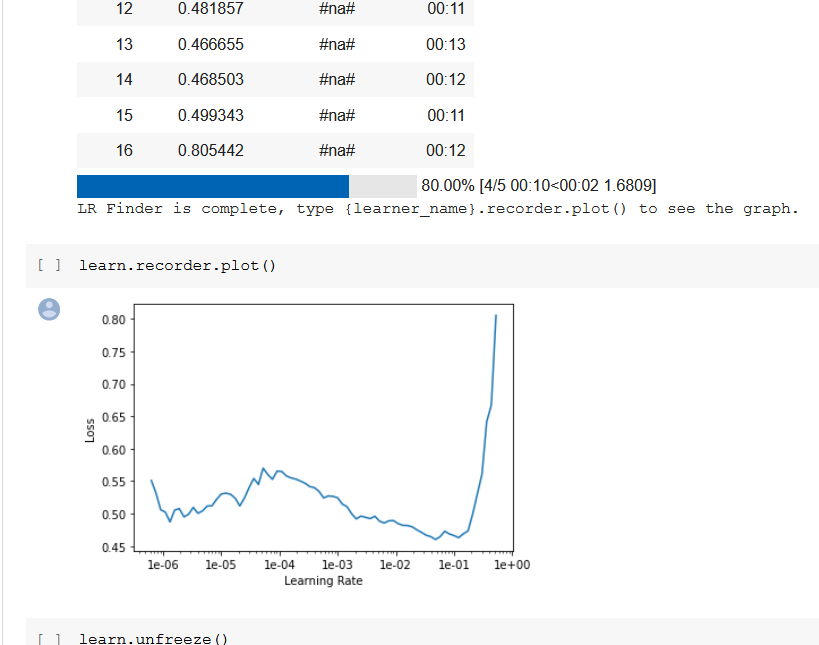 12 0.481857 #na# 00:11
13 0.466655 #na# 00:13
14 0.468503 #na# 00:12
15 0.499343 #na# 00:11
16 0.805442 #na# 00:12
80.00% [4/5 00:10<00:02 1.6809]
LR Finder is complete, type {learner_name}.recorder.plot() to see the graph.
[ ] learn.recorder.plot()
0.80
0.75
0.70
0.65
0.60
0.55
0.50
0.45
Loss
1e-06 1e-05 1e-04 1e-03 1e-02 1e-01 1e+00
Learning Rate
[ ] learn.unfreeze()